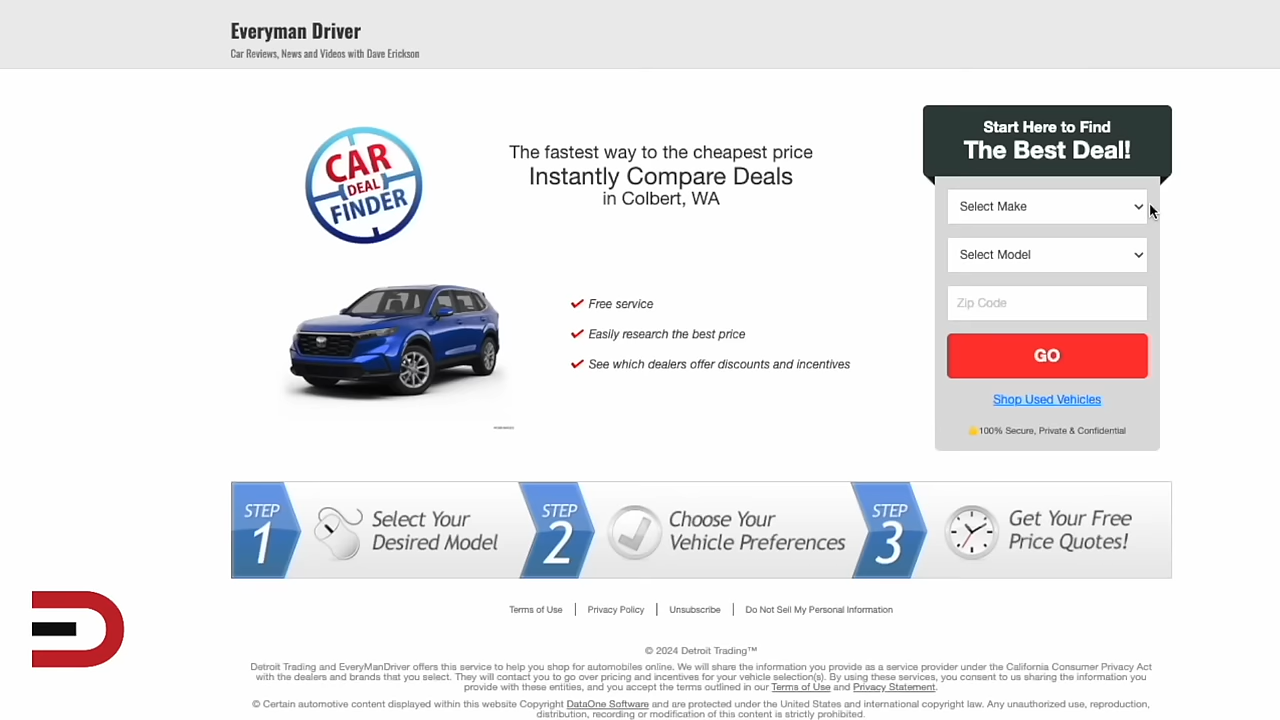 Everyman Driver
Car Reviews, News and Videos with Dave Erickson
CAR
DEAL
FINDER
The fastest way to the cheapest price
Instantly Compare Deals
in Colbert, WA
Free service
Easily research the best price
See which dealers offer discounts and incentives
Start Here to Find
The Best Deal!
Select Make
Select Model
Zip Code
GO
Shop Used Vehicles
100% Secure, Private & Confidential
STEP
1
Select Your
Desired Model
STEP
2
Choose Your
Vehicle Preferences
STEP
3
Get Your Free
Price Quotes!
Terms of Use
Privacy Policy
Unsubscribe
Do Not Sell My Personal Information
© 2024 Detroit Trading™
Detroit Trading and EveryManDriver offers this service to help you shop for automobiles online. We will share the information you provide as a service provider under the California Consumer Privacy Act
with the dealers and brands that you select. They will contact you to go over pricing and incentives for your vehicle selection(s). By using these services, you consent to us sharing the information you
provide with these entities, and you accept the terms outlined in our Terms of Use and Privacy Statement.
© Certain automotive content displayed within this website Copyright DataOne Software and are protected under the United States and international copyright law. Any unauthorized use, reproduction,
distribution, recording or modification of this content is strictly prohibited.